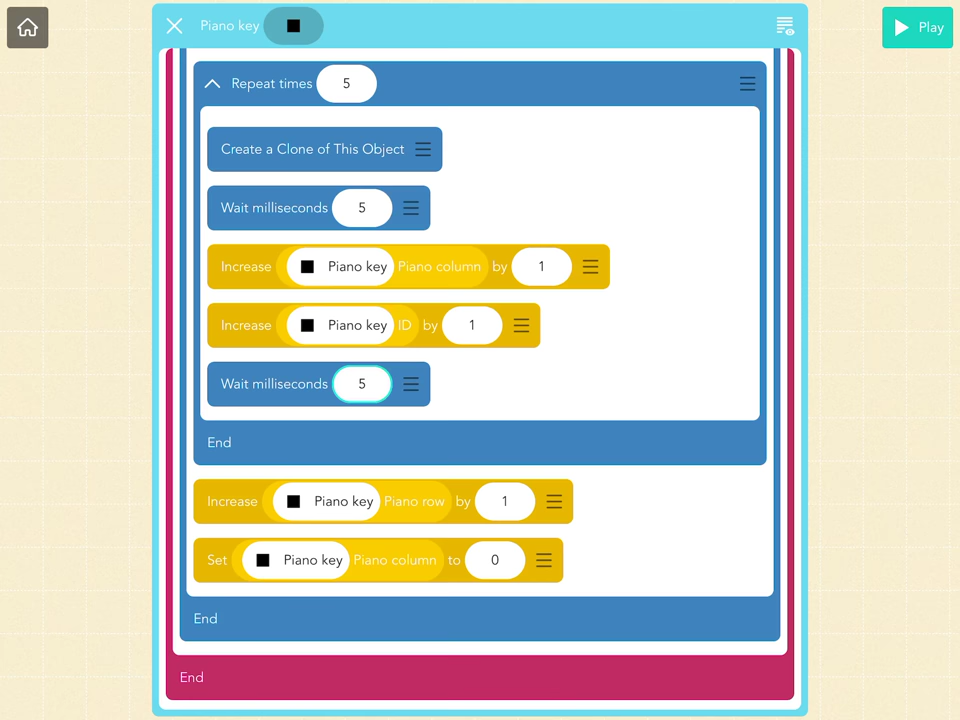 Piano key
Play
Repeat times 5
Create a Clone of This Object
Wait milliseconds 5
Increase Piano key Piano column by 1
Increase Piano key ID by 1
Wait milliseconds 5
End
Increase Piano key Piano row by 1
Set Piano key Piano column to 0
End
End